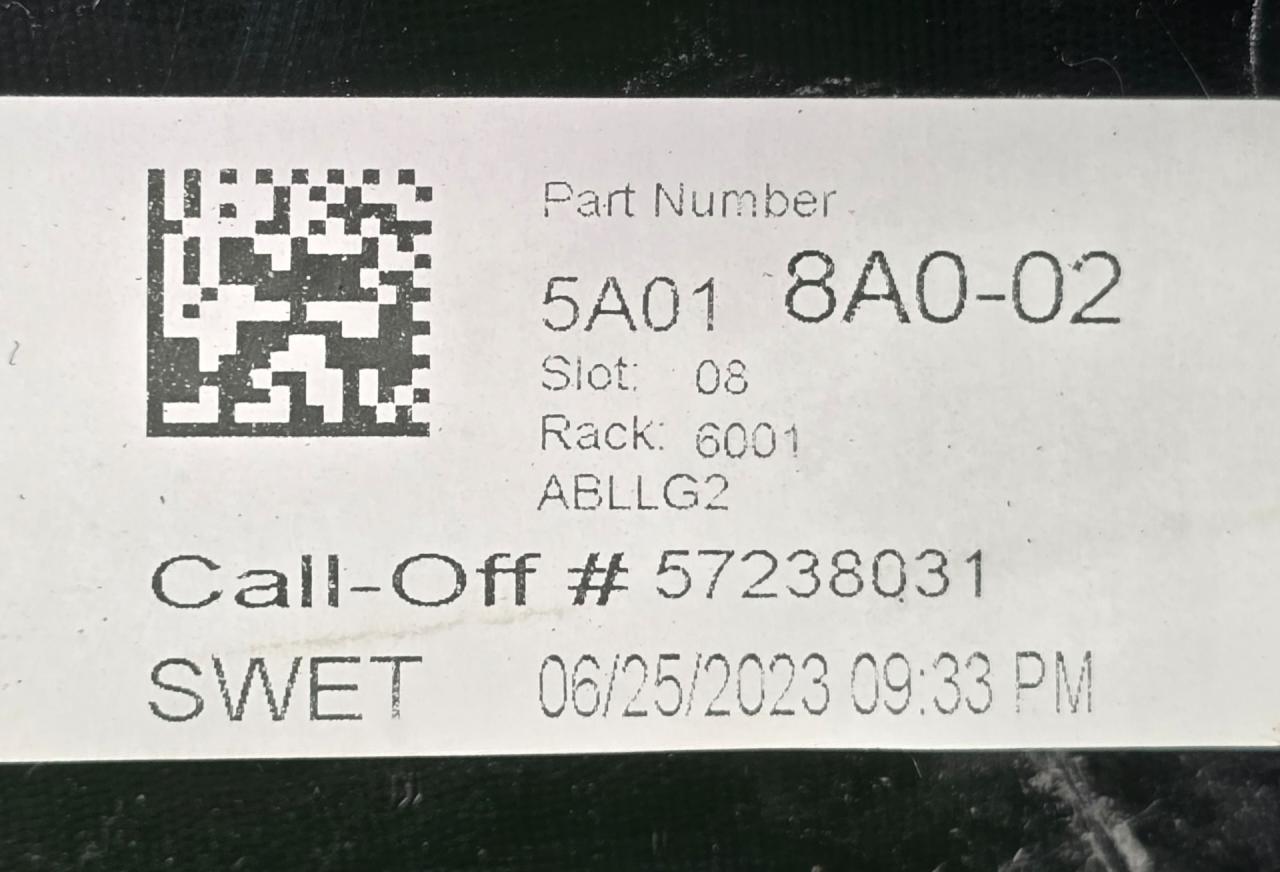 Part Number
5A01 8A0-02
Slot: 08
Rack: 6001
ABLLG2
Call-Off # 57238031
SWET 06/25/2023 09:33 PM